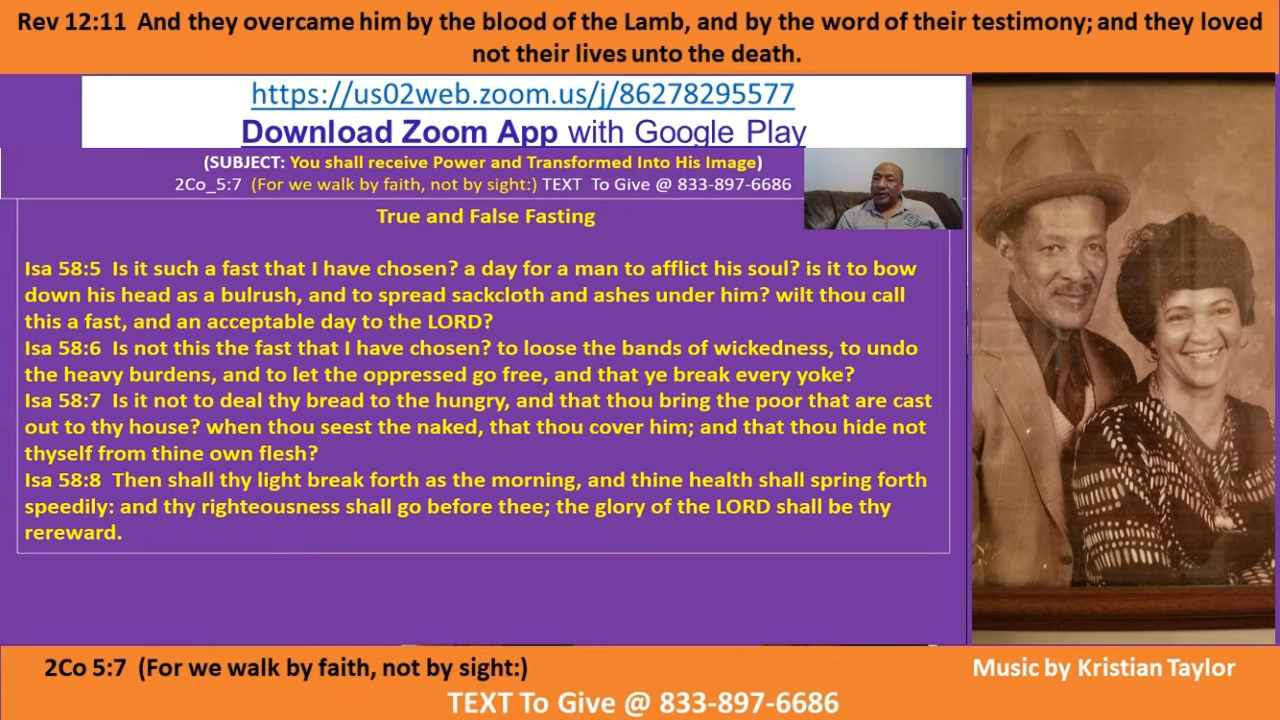 Rev 12:11  And they overcame him by the blood of the Lamb, and by the word of their testimony; and they loved
not their lives unto the death.
https://us02web.zoom.us/j/86278295577
Download Zoom App with Google Play
(SUBJECT: You shall receive Power and Transformed Into His Image)
2Co_5:7  (For we walk by faith, not by sight:) TEXT  To Give @ 833-897-6686
True and False Fasting
Isa 58:5  Is it such a fast that I have chosen? a day for a man to afflict his soul? is it to bow
down his head as a bulrush, and to spread sackcloth and ashes under him? wilt thou call
this a fast, and an acceptable day to the LORD?
Isa 58:6  Is not this the fast that I have chosen? to loose the bands of wickedness, to undo
the heavy burdens, and to let the oppressed go free, and that ye break every yoke?
Isa 58:7  Is it not to deal thy bread to the hungry, and that thou bring the poor that are cast
out to thy house? when thou seest the naked, that thou cover him; and that thou hide not
thyself from thine own flesh?
Isa 58:8  Then shall thy light break forth as the morning, and thine health shall spring forth
speedily: and thy righteousness shall go before thee; the glory of the LORD shall be thy
rereward.
2Co 5:7  (For we walk by faith, not by sight:)
Music by Kristian Taylor
TEXT To Give @ 833-897-6686